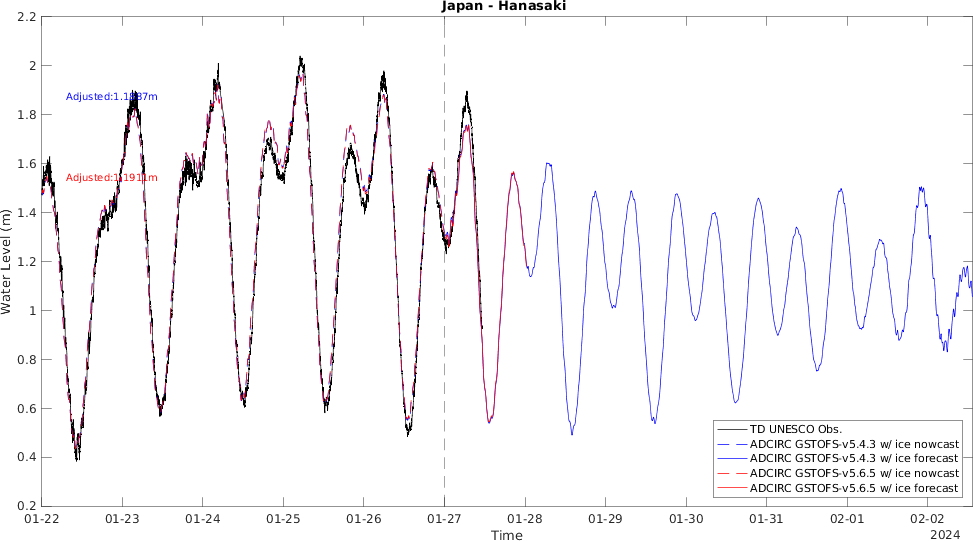 Japan - Hanasaki
2.2
2
1.8
1.6
1.4
1.2
1
0.8
0.6
0.4
0.2
Water Level (m)
Adjusted:1.1887m
Adjusted:1.1911m
TD UNESCO Obs.
ADCIRC GSTOFS-v5.4.3 w/ ice nowcast
ADCIRC GSTOFS-v5.4.3 w/ ice forecast
ADCIRC GSTOFS-v5.6.5 w/ ice nowcast
ADCIRC GSTOFS-v5.6.5 w/ ice forecast
01-22 01-23 01-24 01-25 01-26 01-27 01-28 01-29 01-30 01-31 02-01 02-02
Time
2024